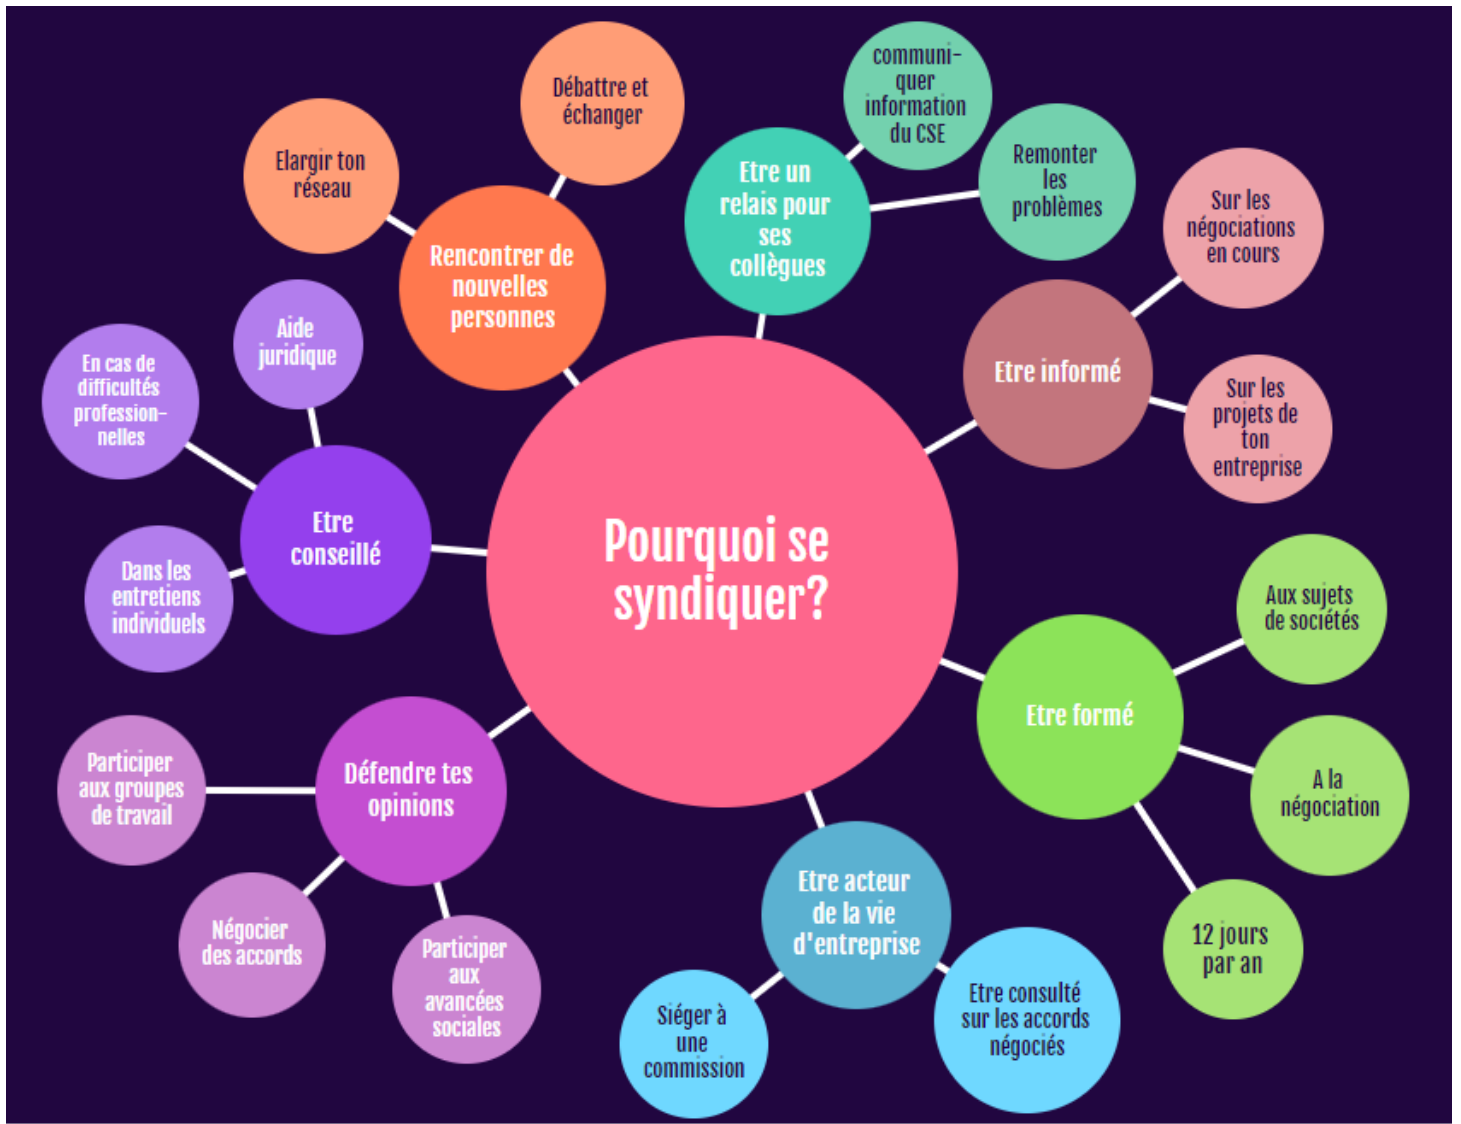 Pourquoi se
syndiquer?
Rencontrer de
nouvelles
personnes
Elargir ton
réseau
Débattre et
échanger
Etre un
relais pour
ses
collègues
communi-
quer
information
du CSE
Remonter
les
problèmes
Etre informé
Sur les
négociations
en cours
Sur les
projets de
ton
entreprise
Etre formé
Aux sujets
de sociétés
A la
négociation
12 jours
par an
Etre acteur
de la vie
d'entreprise
Etre consulté
sur les accords
négociés
Siéger à
une
commission
Défendre tes
opinions
Participer
aux
avancées
sociales
Négocier
des accords
Participer
aux groupes
de travail
Etre
conseillé
Dans les
entretiens
individuels
En cas de
difficultés
profession-
nelles
Aide
juridique